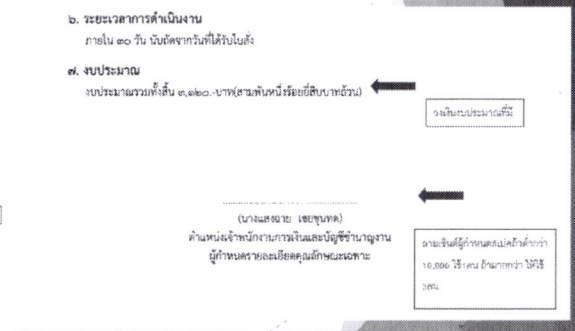 ๖. ระยะเวลาการดำเนินงาน
ภายใน ๓๐ วัน นับถัดจากวันที่ได้รับใบสั่ง
๗. งบประมาณ
งบประมาณรวมทั้งสิ้น ๓,๑๒๐.-บาท(สามพันหนึ่งร้อยยี่สิบบาทถ้วน)
วงเงินงบประมาณที่มี
(นางแสงฉาย เชยขุนทด)
ตำแหน่งเจ้าพนักงานการเงินและบัญชีชำนาญงาน
ผู้กำหนดรายละเอียดคุณลักษณะเฉพาะ
ลายเซ็นต์ผู้กำหนดสเปคถ้าต่ำกว่า
10,000 ใช้ 1คน ถ้ามากกว่า ให้ใช้
3คน